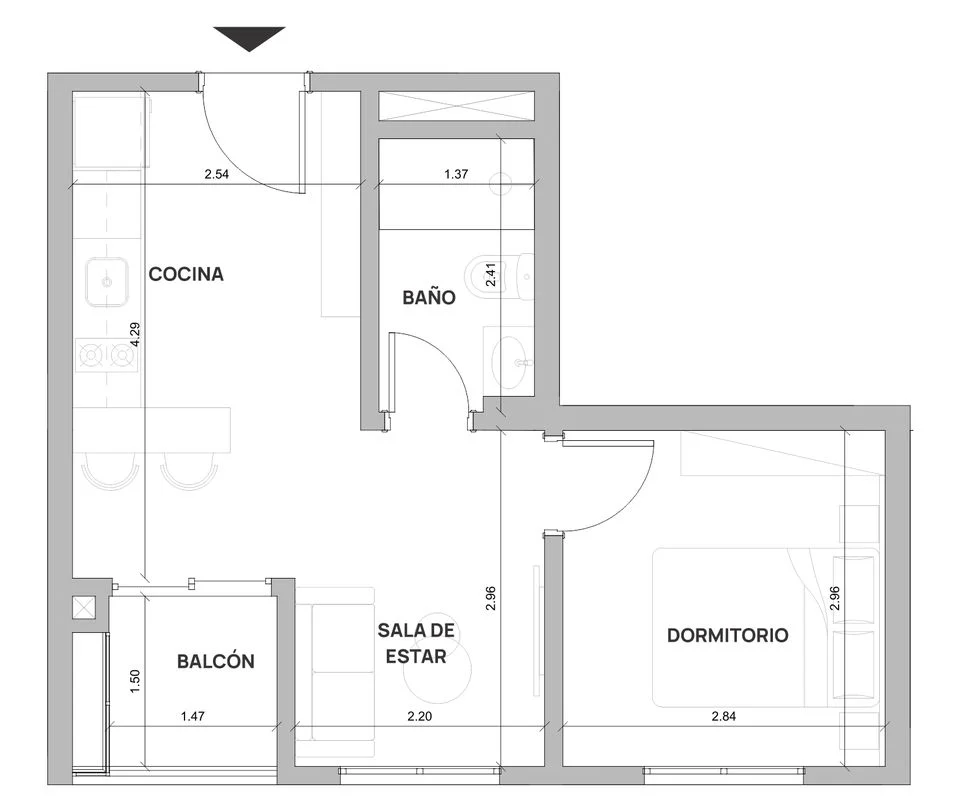 2.54
1.37
COCINA
2.41
BAÑO
4.29
2.96
2.96
SALA DE
ESTAR
DORMITORIO
BALCÓN
1.50
1.47
2.20
2.84